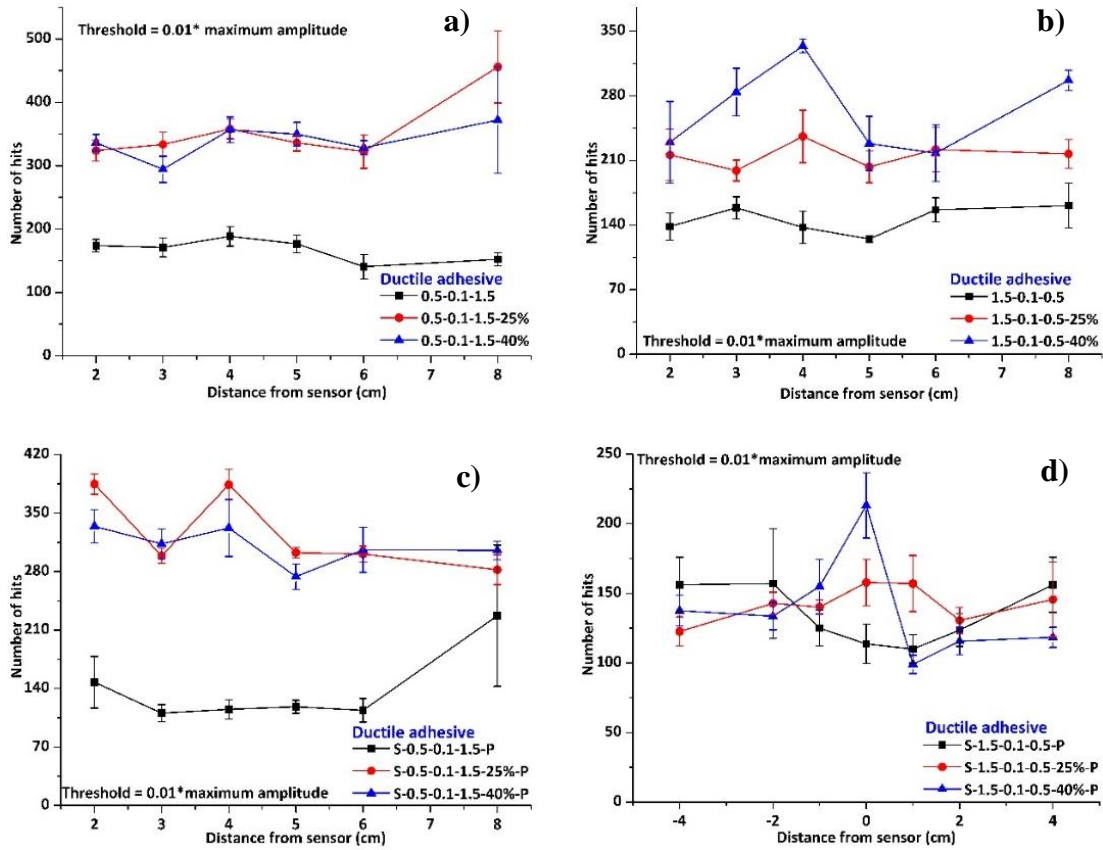 a)
Threshold = 0.01* maximum amplitude
Number of hits
550
500
450
400
350
300
250
200
150
100
50
0
2 3 4 5 6 7 8
Distance from sensor (cm)
Ductile adhesive
0.5-0.1-1.5
0.5-0.1-1.5-25%
0.5-0.1-1.5-40%
b)
Number of hits
350
280
210
140
70
0
2 3 4 5 6 7 8
Distance from sensor (cm)
Ductile adhesive
1.5-0.1-0.5
1.5-0.1-0.5-25%
1.5-0.1-0.5-40%
Threshold = 0.01*maximum amplitude
c)
Number of hits
420
350
280
210
140
70
0
2 3 4 5 6 7 8
Distance from sensor (cm)
Ductile adhesive
S-0.5-0.1-1.5-P
S-0.5-0.1-1.5-25%-P
S-0.5-0.1-1.5-40%-P
Threshold = 0.01*maximum amplitude
d)
Threshold = 0.01*maximum amplitude
Number of hits
250
200
150
100
50
0
-4 -2 0 2 4
Distance from sensor (cm)
Ductile adhesive
S-1.5-0.1-0.5-P
S-1.5-0.1-0.5-25%-P
S-1.5-0.1-0.5-40%-P